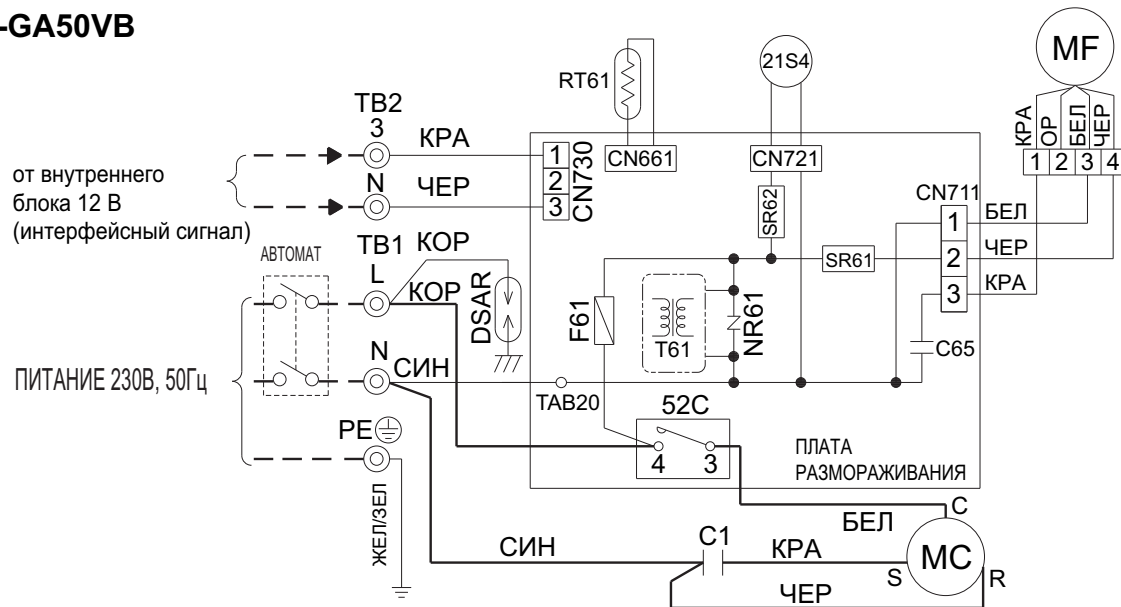 -GA50VB
MF
21S4
RT61
КРА
ОР
БЕЛ
ЧЕР
1 2 3 4
TB2
3
КРА
CN661
CN721
1
2
3
CN730
от внутреннего
блока 12 В
(интерфейсный сигнал)
N
ЧЕР
SR62
CN711
1
2
3
БЕЛ
ЧЕР
КРА
АВТОМАТ
TB1
L
КОР
КОР
DSAR
SR61
F61
T61
NR61
C65
ПИТАНИЕ 230В, 50Гц
N
СИН
TAB20
52C
4 3
ПЛАТА
РАЗМОРАЖИВАНИЯ
PE
ЖЕЛ/ЗЕЛ
БЕЛ
C
СИН
C1
КРА
MC
S
R
ЧЕР